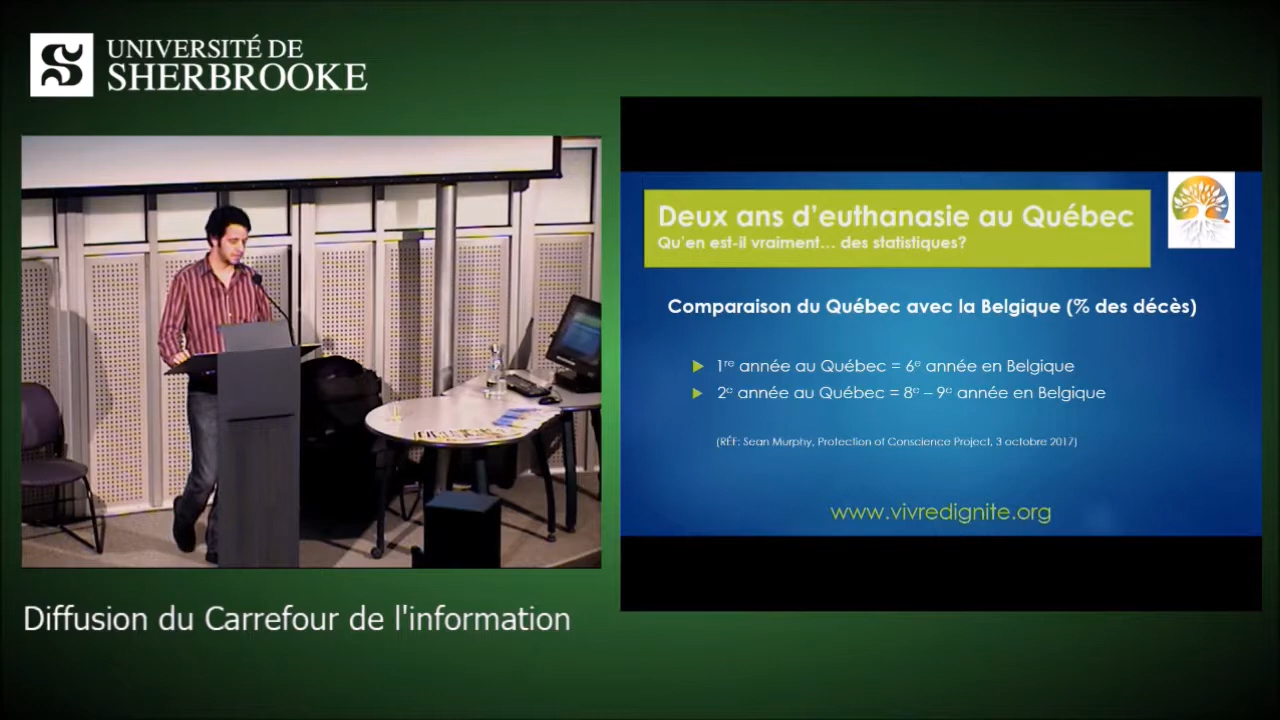 UNIVERSITÉ DE
SHERBROOKE
Deux ans d'euthanasie au Québec
Qu'en est-il vraiment... des statistiques?
Comparaison du Québec avec la Belgique (% des décès)
1re année au Québec = 6e année en Belgique
2e année au Québec = 8e – 9e année en Belgique
(RÉF: Sean Murphy, Protection of Conscience Project, 3 octobre 2017)
www.vivredignite.org
Diffusion du Carrefour de l'information